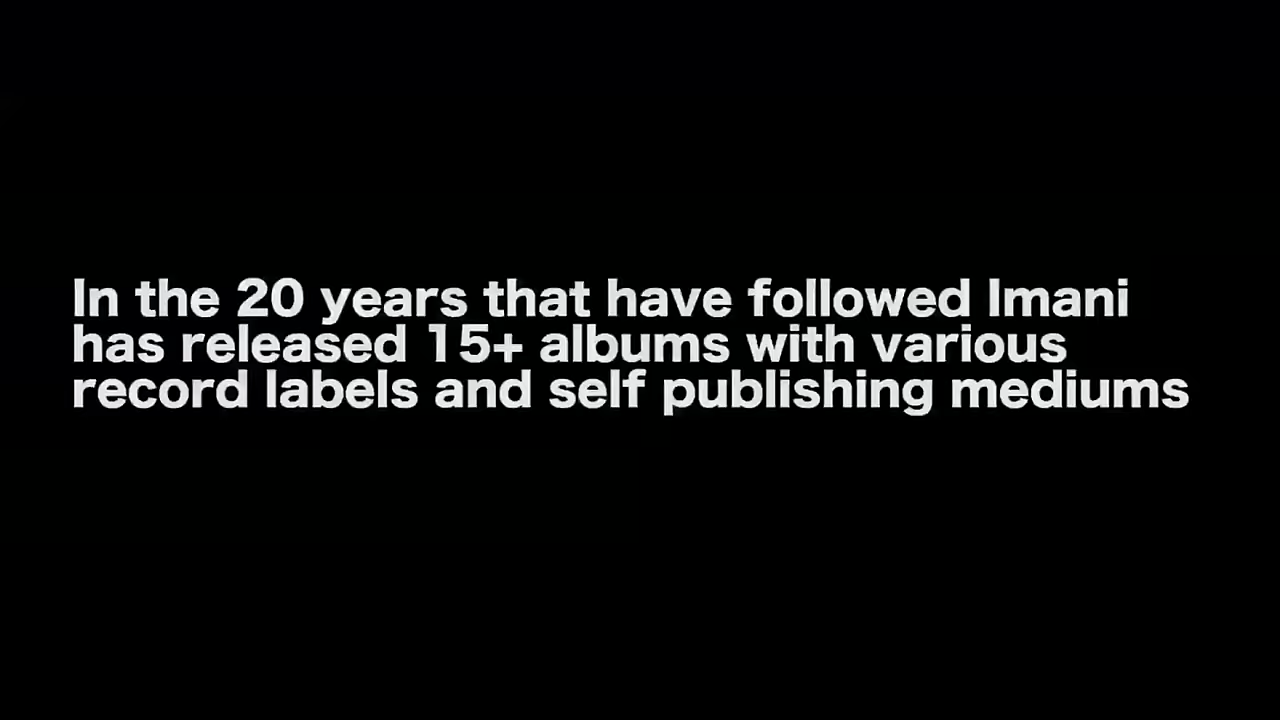 In the 20 years that have followed Imani
has released 15+ albums with various
record labels and self publishing mediums